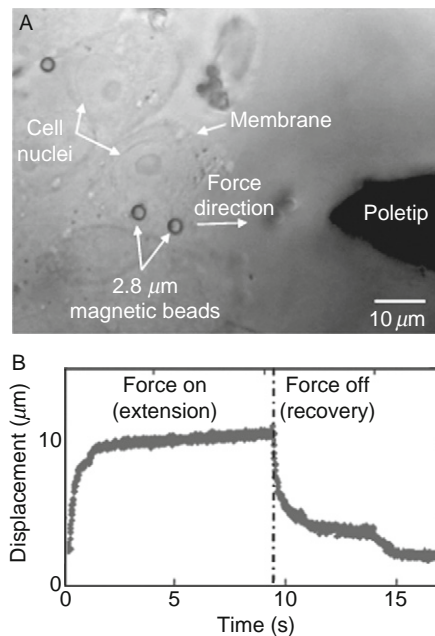 A
Cell
nuclei
Membrane
Force
direction
Poletip
2.8 μm
magnetic beads
10 μm
B
Force on
(extension)
Force off
(recovery)
Displacement (μm)
10
0
0
5
10
15
Time (s)